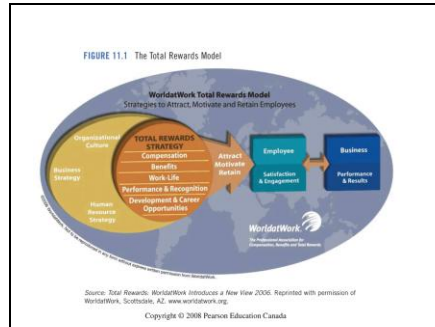 FIGURE 11.1 The Total Rewards Model
WorldatWork Total Rewards Model
Strategies to Attract, Motivate and Retain Employees
Organizational
Culture
Business
Strategy
Human
Resource
Strategy
TOTAL REWARDS
STRATEGY
Compensation
Benefits
Work-Life
Performance & Recognition
Development & Career
Opportunities
Attract
Motivate
Retain
Employee
Satisfaction
& Engagement
Business
Performance
& Results
WorldatWork
The Professional Association for
Compensation, Benefits and Total Rewards
Source: Total Rewards: WorldatWork Introduces a New View 2006. Reprinted with permission of
WorldatWork, Scottsdale, AZ. www.worldatwork.org.
Copyright © 2008 Pearson Education Canada